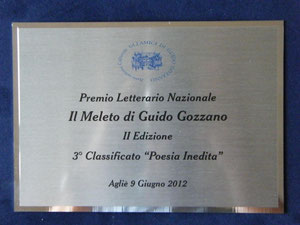 Premio Letterario Nazionale
Il Meleto di Guido Gozzano
II Edizione
3° Classificato “Poesia Inedita”
Agliè 9 Giugno 2012